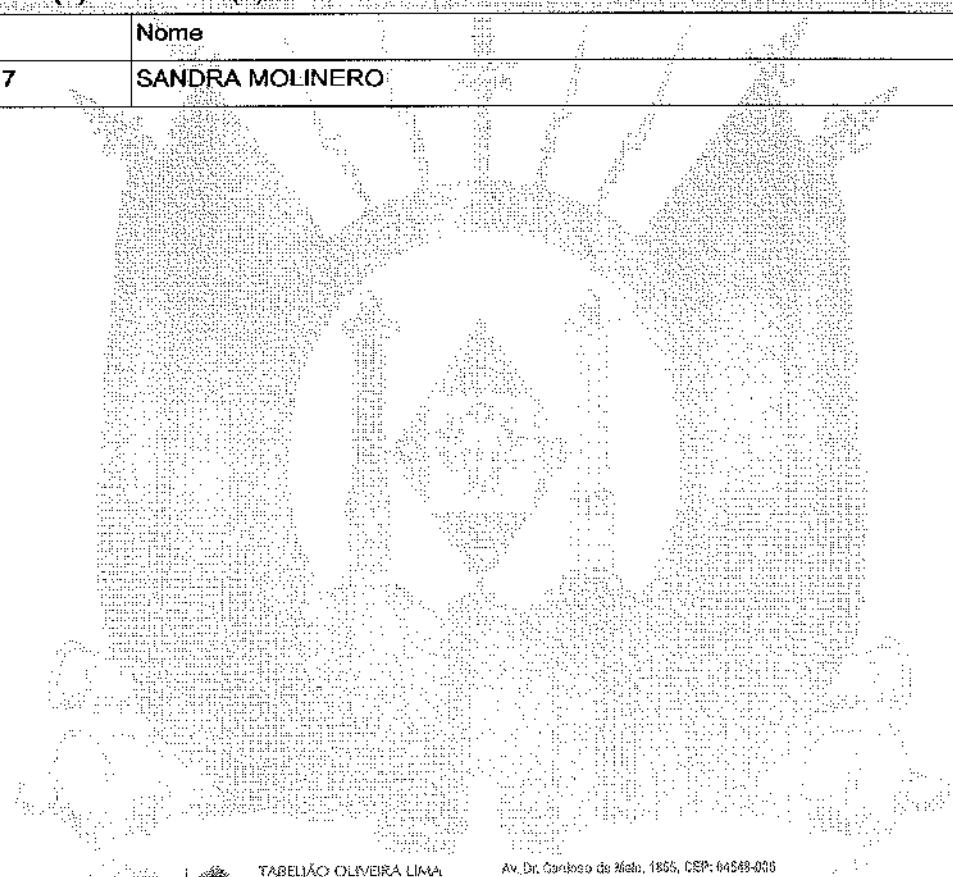 Nome
7 SANDRA MOLINERO
TABELIÃO OLIVEIRA LIMA Av. Dr. Cardoso de Melo, 1855, CEP: 04548-005